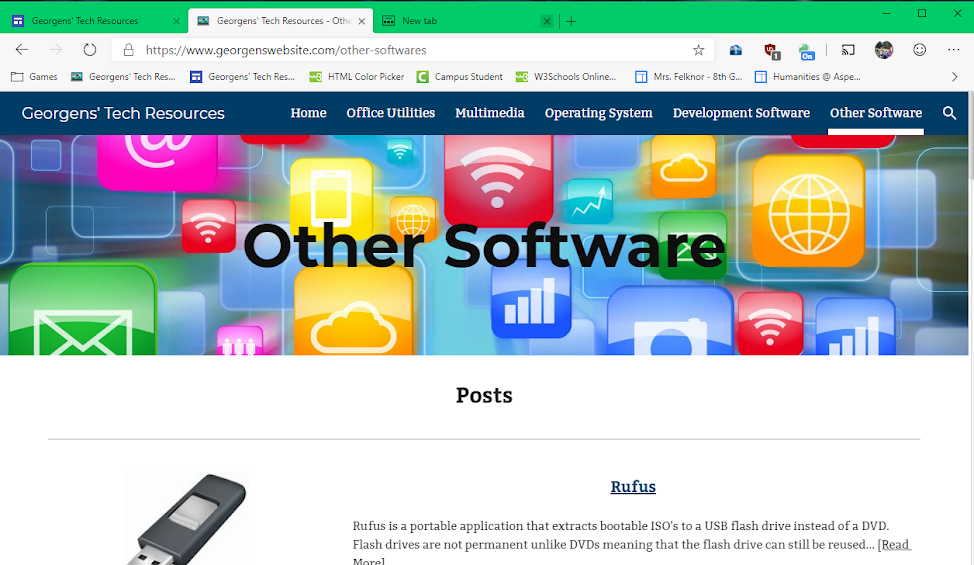 Georgens' Tech Resources
Georgens' Tech Resources - Othe
New tab
https://www.georgenswebsite.com/other-softwares
1
On
Games
Georgens' Tech Res...
Georgens' Tech Res...
HTML Color Picker
Campus Student
W3Schools Online...
Mrs. Felknor - 8th G...
Humanities @ Aspe...
Georgens' Tech Resources
Home
Office Utilities
Multimedia
Operating System
Development Software
Other Software
@
Other Software
Posts
Rufus
Rufus is a portable application that extracts bootable ISO's to a USB flash drive instead of a DVD.
Flash drives are not permanent unlike DVDs meaning that the flash drive can still be reused... [Read
More]